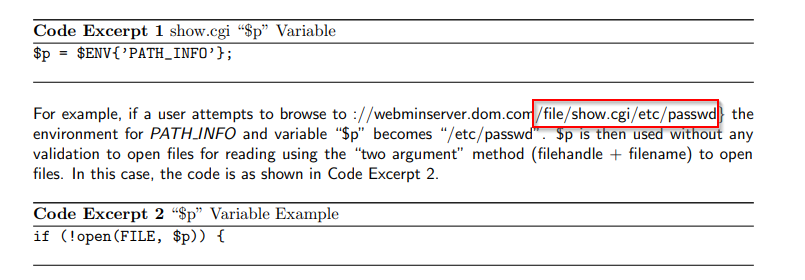 Code Excerpt 1 show.cgi “$p” Variable
$p = $ENV{’PATH_INFO’};
For example, if a user attempts to browse to ://webminserver.dom.com/file/show.cgi/etc/passwd} the
environment for PATH_INFO and variable “$p” becomes “/etc/passwd”. $p is then used without any
validation to open files for reading using the “two argument” method (filehandle + filename) to open
files. In this case, the code is as shown in Code Excerpt 2.
Code Excerpt 2 “$p” Variable Example
if (!open(FILE, $p)) {